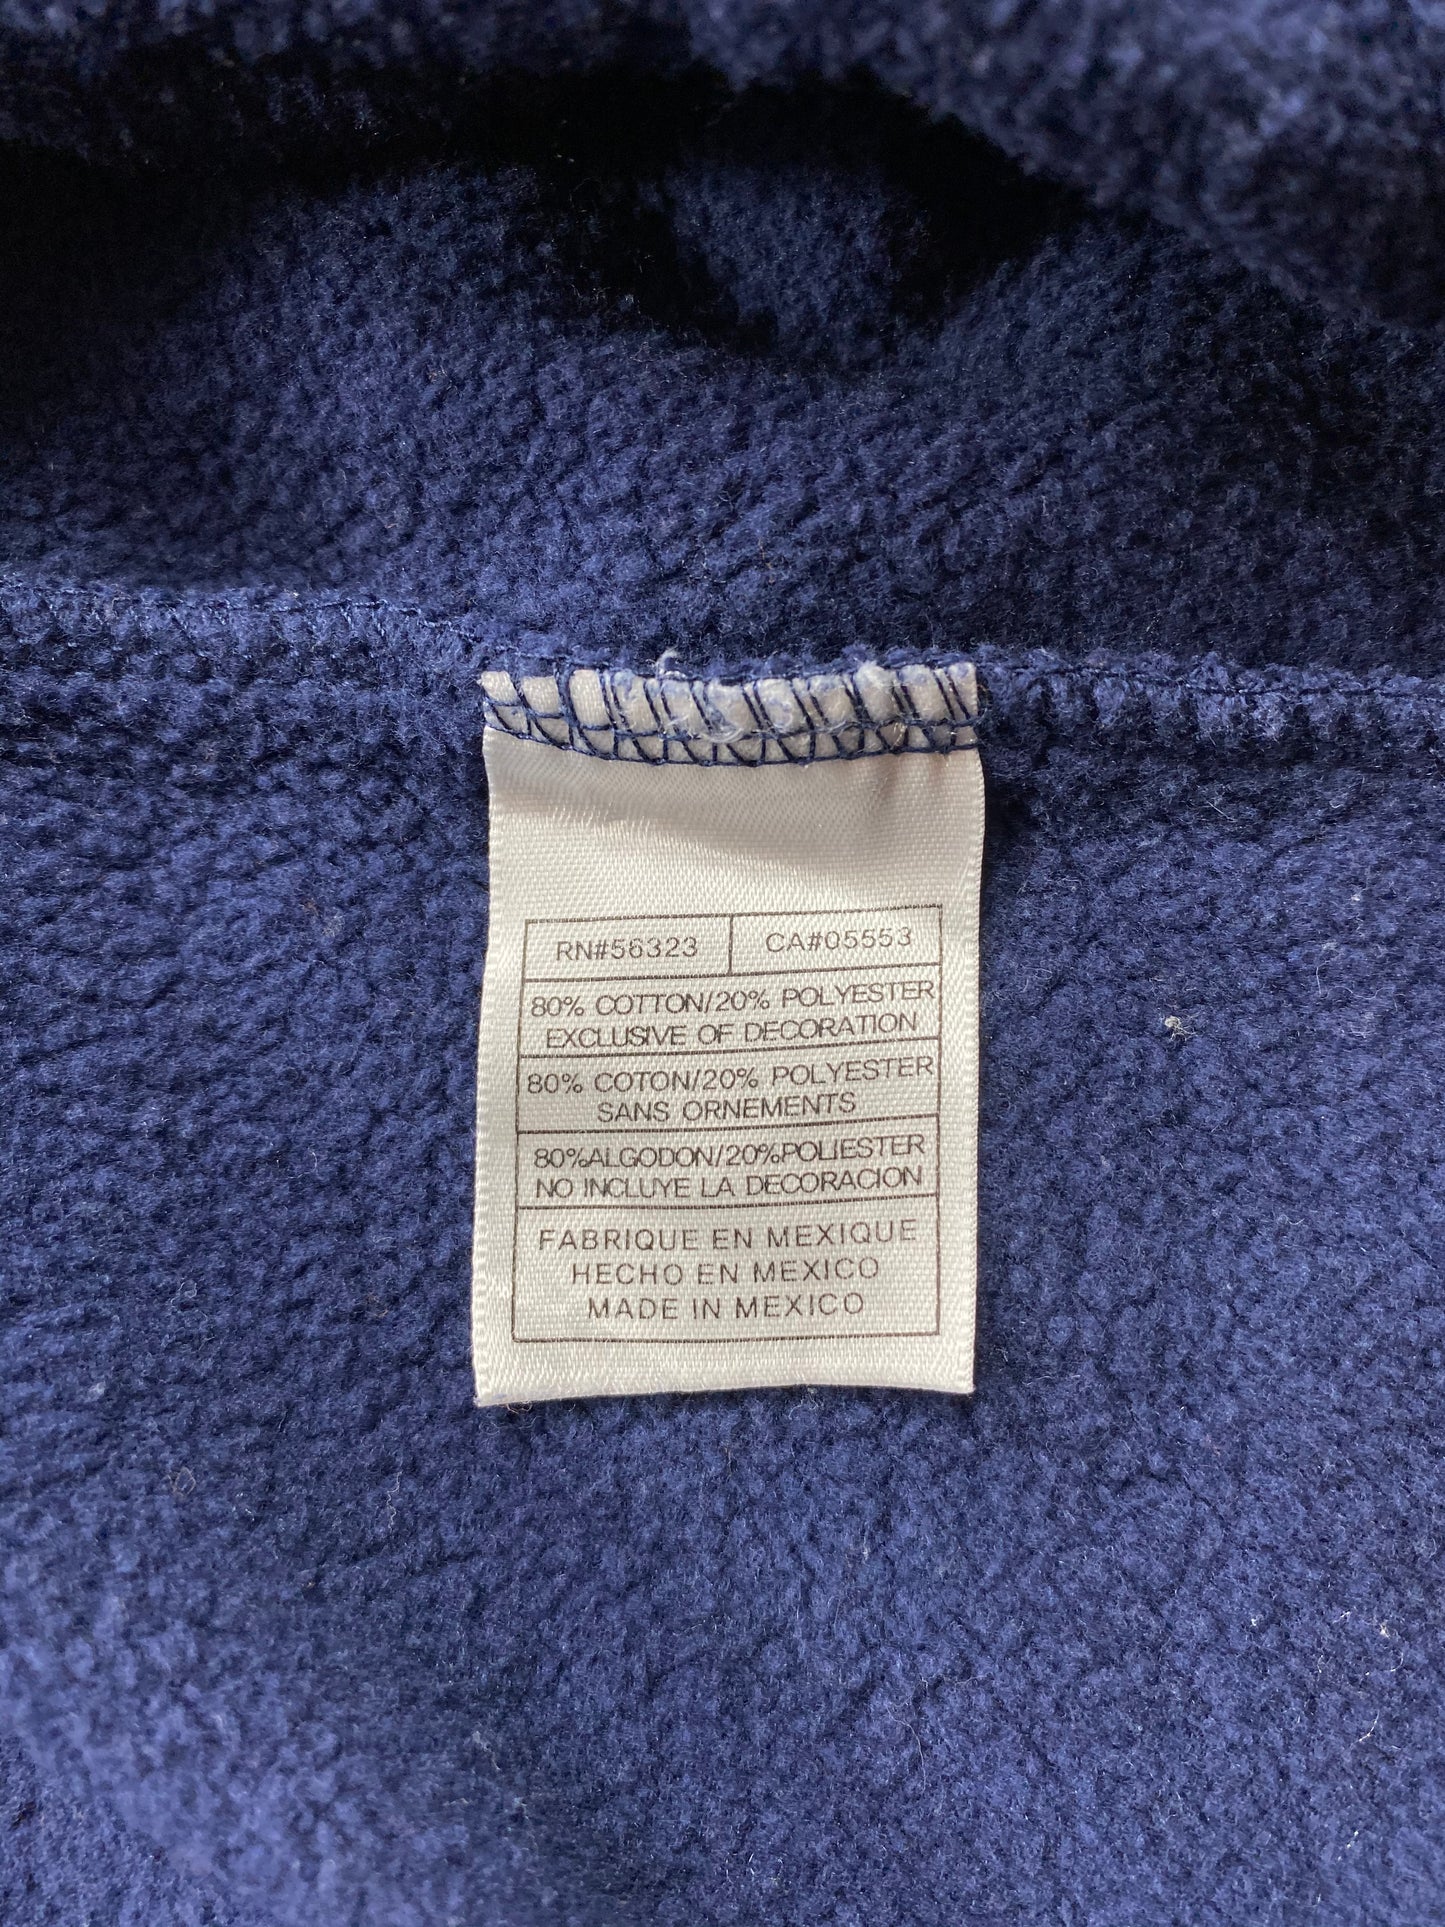 RN#56323 CA#05553
80% COTTON/20% POLYESTER
EXCLUSIVE OF DECORATION
80% COTON/20% POLYESTER
SANS ORNEMENTS
80%ALGODON/20%POLIESTER
NO INCLUYE LA DECORACION
FABRIQUE EN MEXIQUE
HECHO EN MEXICO
MADE IN MEXICO